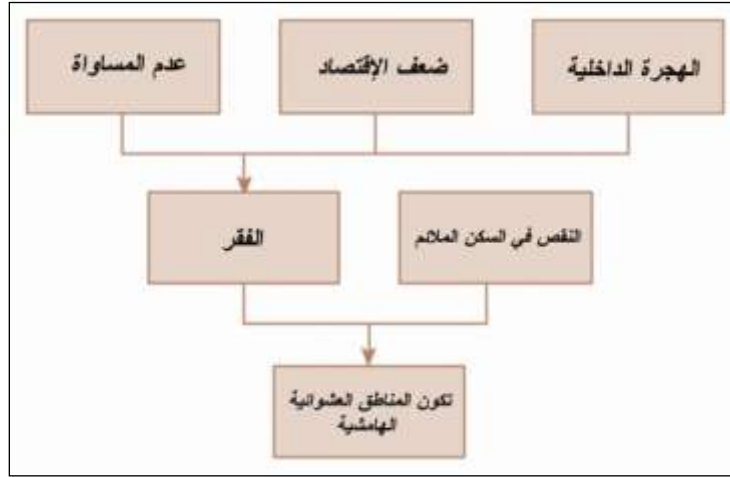 الهجرة الداخلية
ضعف الإقتصاد
عدم المساواة
النقص في السكن الملائم
الفقر
تكون المناطق العشوائية
الهامشية